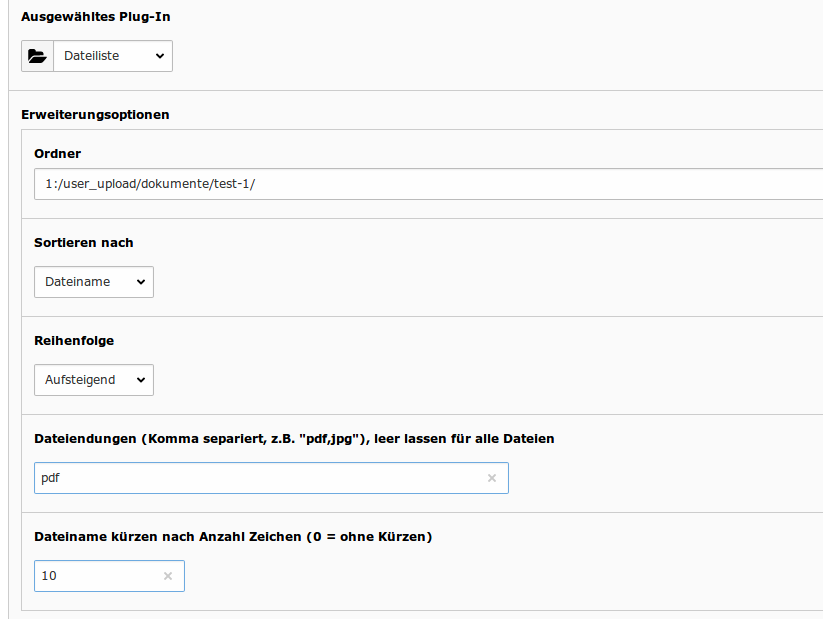 Ausgewähltes Plug-In
Dateiliste
Erweiterungsoptionen
Ordner
1:/user_upload/dokumente/test-1/
Sortieren nach
Dateiname
Reihenfolge
Aufsteigend
Dateiendungen (Komma separiert, z.B. "pdf,jpg"), leer lassen für alle Dateien
pdf
Dateiname kürzen nach Anzahl Zeichen (0 = ohne Kürzen)
10